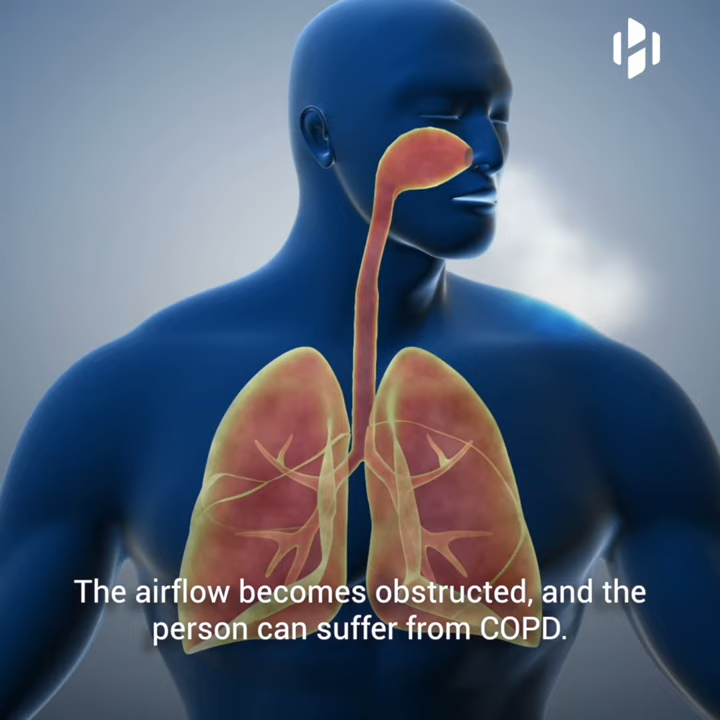 The airflow becomes obstructed, and the
person can suffer from COPD.